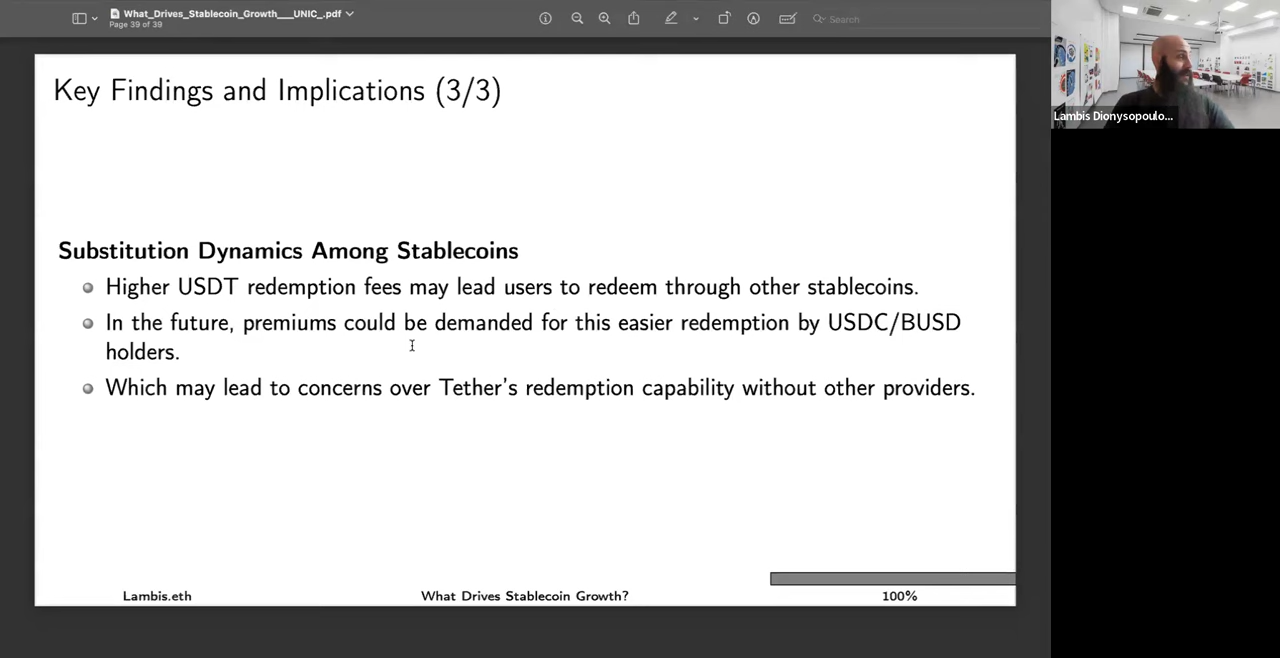 What_Drives_Stablecoin_Growth___UNIC_.pdf
Page 39 of 39
Search
Lambis Dionysopoulo...
Key Findings and Implications (3/3)
Substitution Dynamics Among Stablecoins
Higher USDT redemption fees may lead users to redeem through other stablecoins.
In the future, premiums could be demanded for this easier redemption by USDC/BUSD
holders.
Which may lead to concerns over Tether's redemption capability without other providers.
Lambis.eth
What Drives Stablecoin Growth?
100%